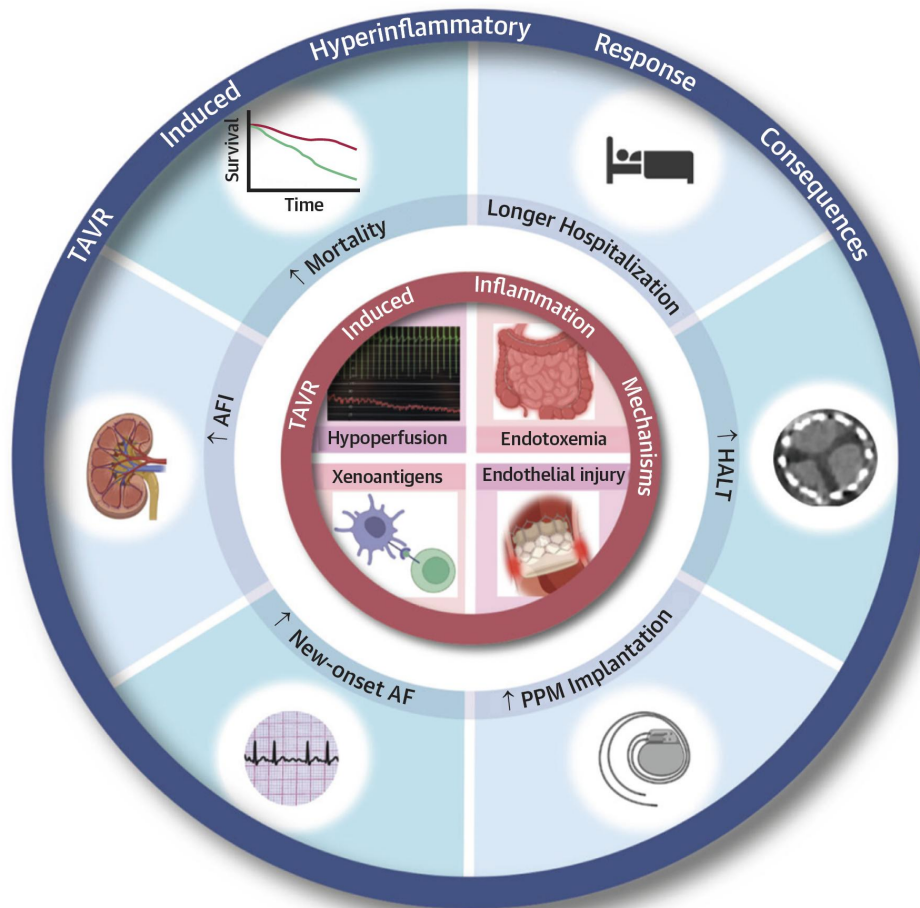 TAVR Induced Hyperinflammatory Response Consequences
Survival
Time
↑ Mortality
Longer Hospitalization
↑ HALT
↑ PPM Implantation
↑ New-onset AF
↑ AFI
TAVR Induced Inflammation Mechanisms
Hypoperfusion
Endotoxemia
Xenoantigens
Endothelial injury